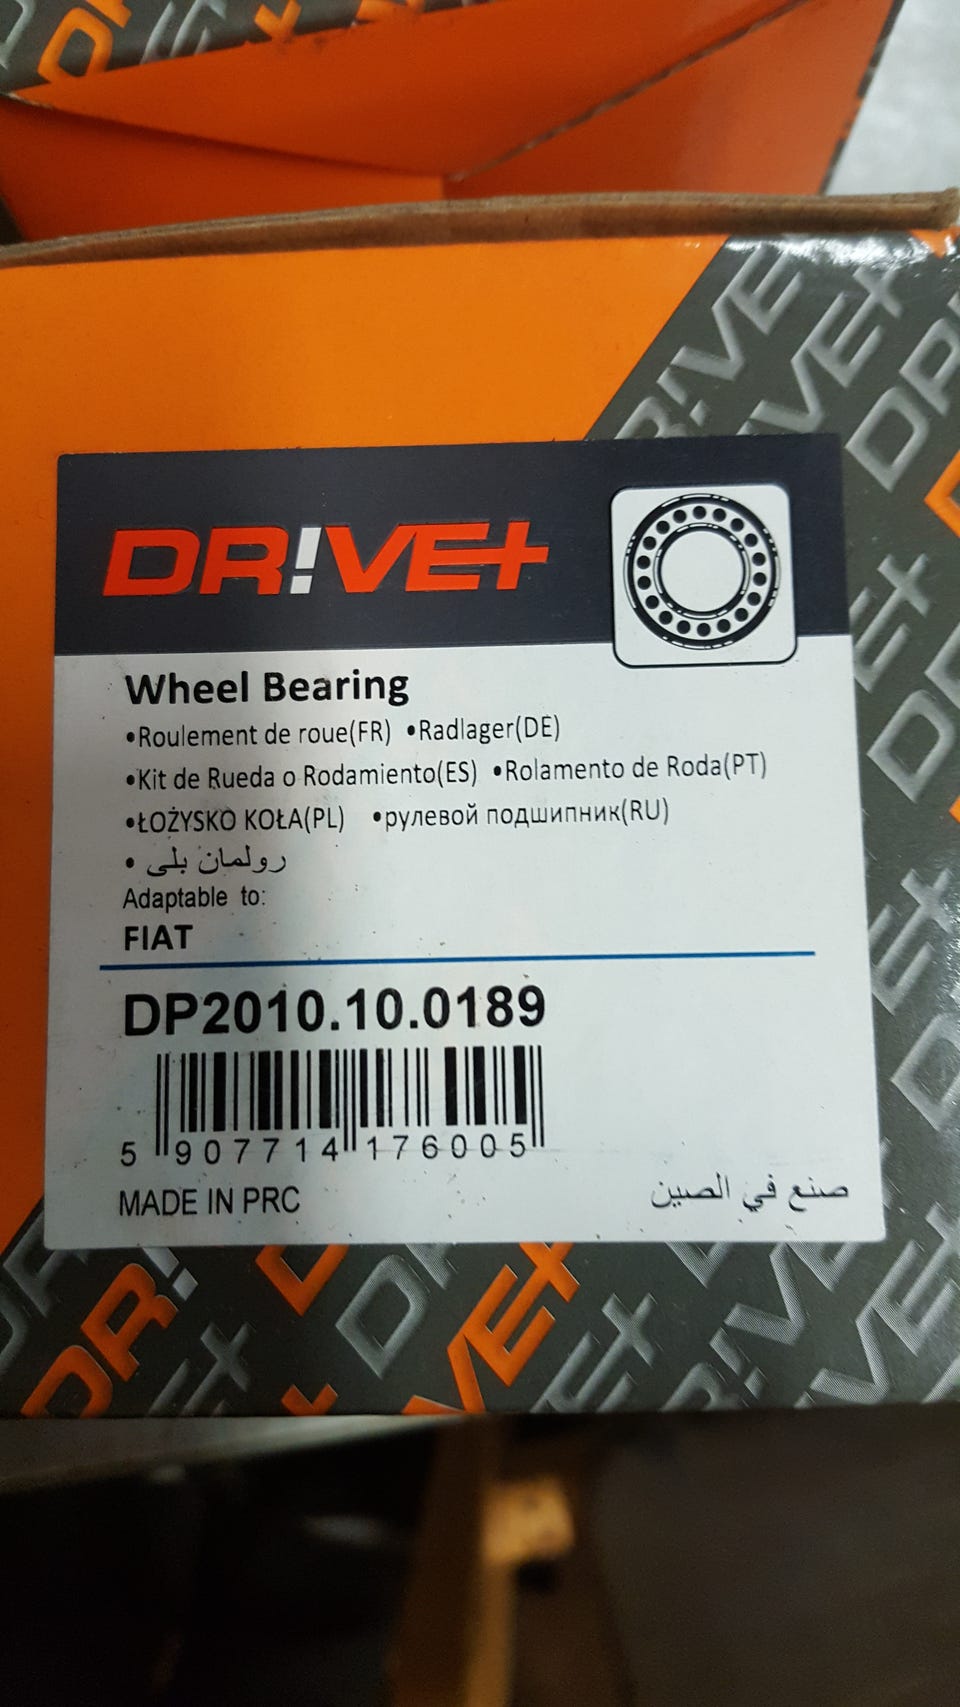 DR!VE+
Wheel Bearing
•Roulement de roue(FR) •Radlager(DE)
•Kit de Rueda o Rodamiento(ES) •Rolamento de Roda(PT)
•ŁOŻYSKO KOŁA(PL) •рулевой подшипник(RU)
• رولمان بلى
Adaptable to:
FIAT
DP2010.10.0189
5 907714 176005
MADE IN PRC صنع في الصين